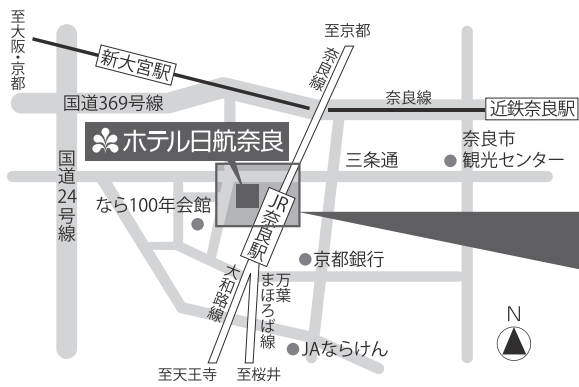 至大阪・京都
新大宮駅
至京都
奈良線
国道369号線
奈良線
近鉄奈良駅
ホテル日航奈良
三条通
奈良市
観光センター
国道24号線
なら100年会館
JR奈良駅
京都銀行
大和路線
万葉
まほろば線
JAならけん
至天王寺
至桜井
N